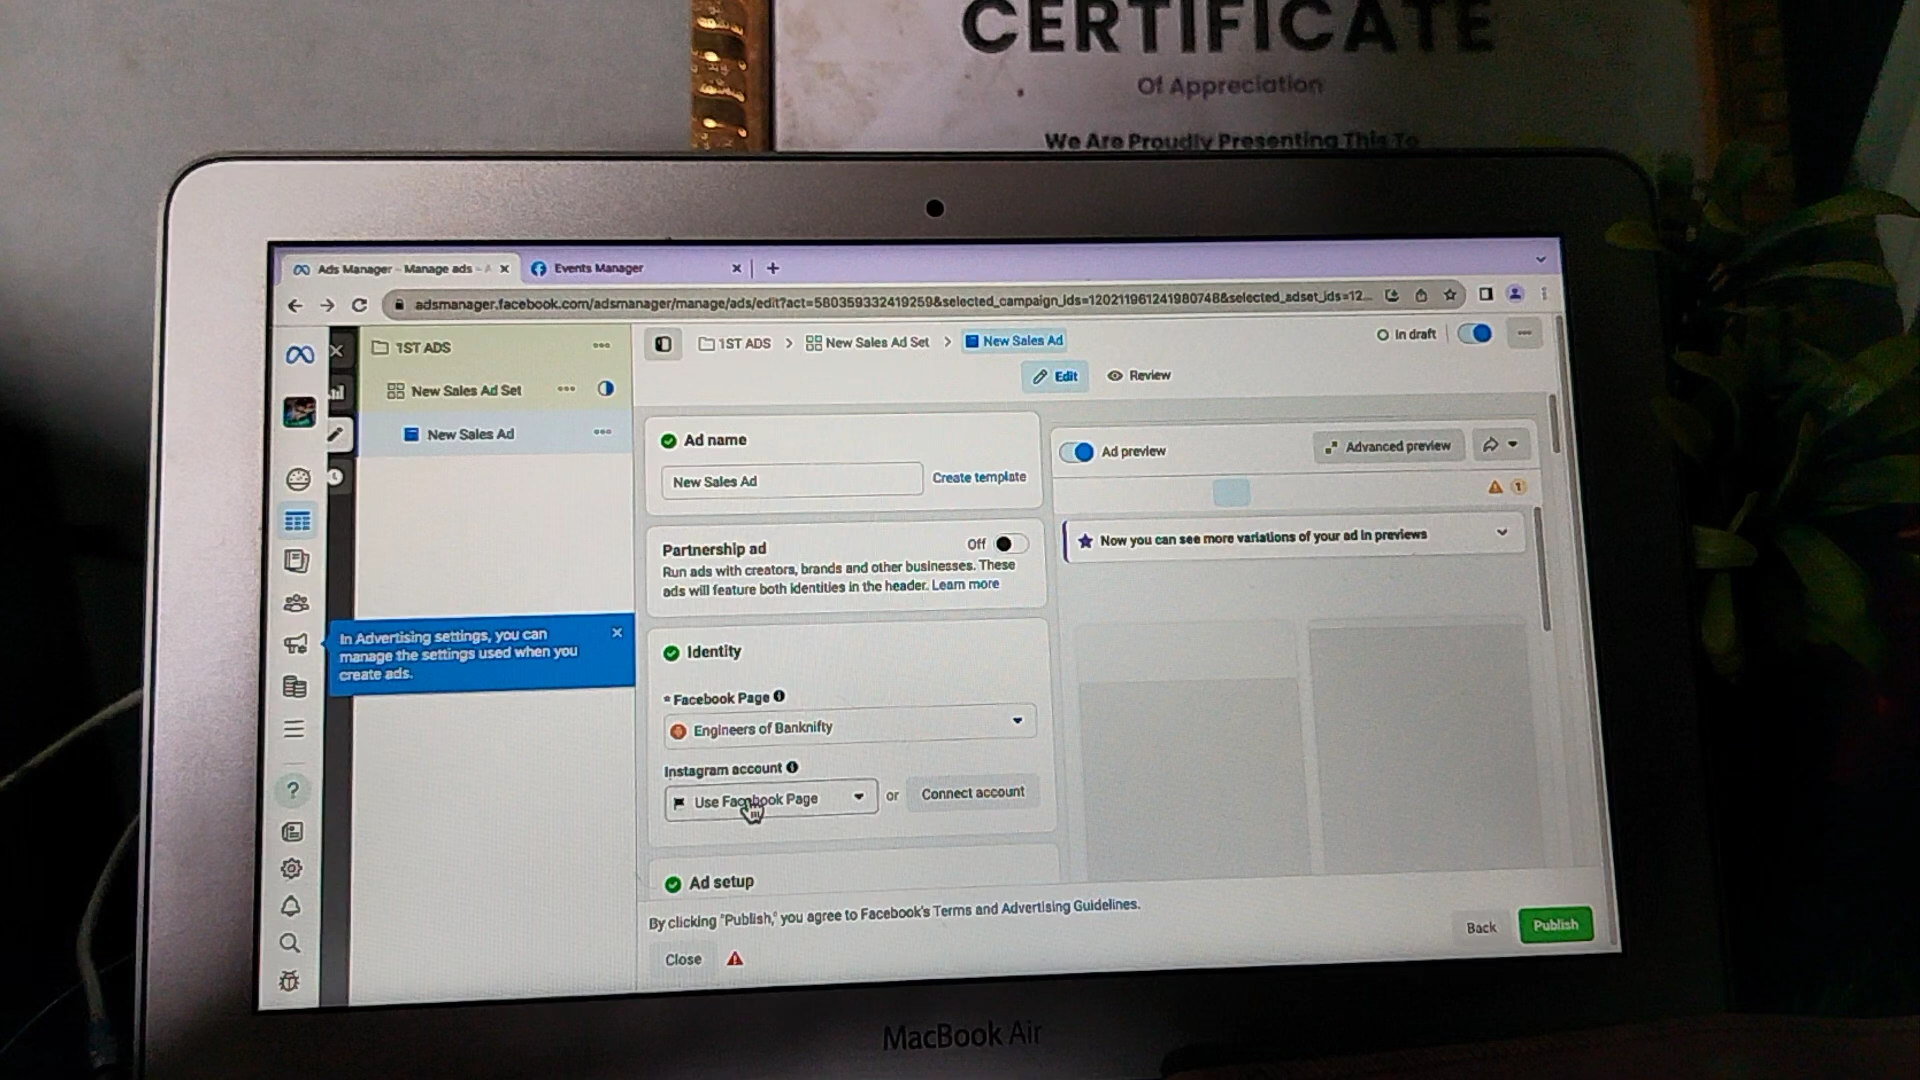 CERTIFICATE
Of Appreciation
We Are Proudly Presenting This To
Ads Manager - Manage ads - A
Events Manager
adsmanager.facebook.com/adsmanager/manage/ads/edit?act=580359332419259&selected_campaign_ids=120211961241980748&selected_adset_ids=12...
1ST ADS
New Sales Ad Set
New Sales Ad
1ST ADS > New Sales Ad Set > New Sales Ad
In draft
Edit
Review
Ad name
New Sales Ad
Create template
Partnership ad
Off
Run ads with creators, brands and other businesses. These
ads will feature both identities in the header. Learn more
In Advertising settings, you can
manage the settings used when you
create ads.
Identity
* Facebook Page
Engineers of Banknifty
Instagram account
Use Facebook Page
or
Connect account
Ad setup
Ad preview
Advanced preview
1
Now you can see more variations of your ad in previews
By clicking "Publish," you agree to Facebook's Terms and Advertising Guidelines.
Close
Back
Publish
MacBook Air